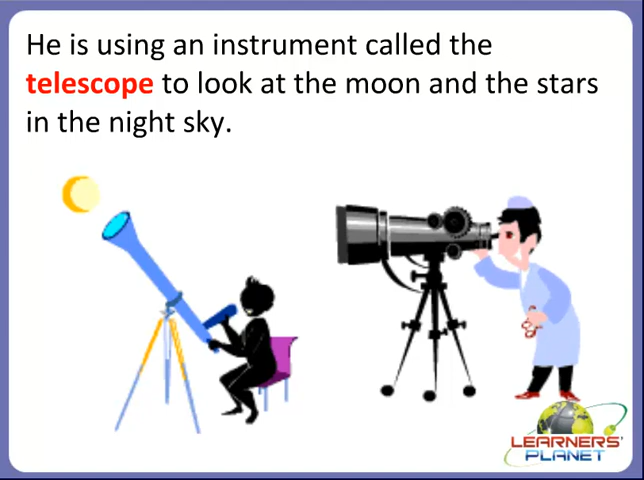 He is using an instrument called the
telescope to look at the moon and the stars
in the night sky.
LEARNERS'
PLANET